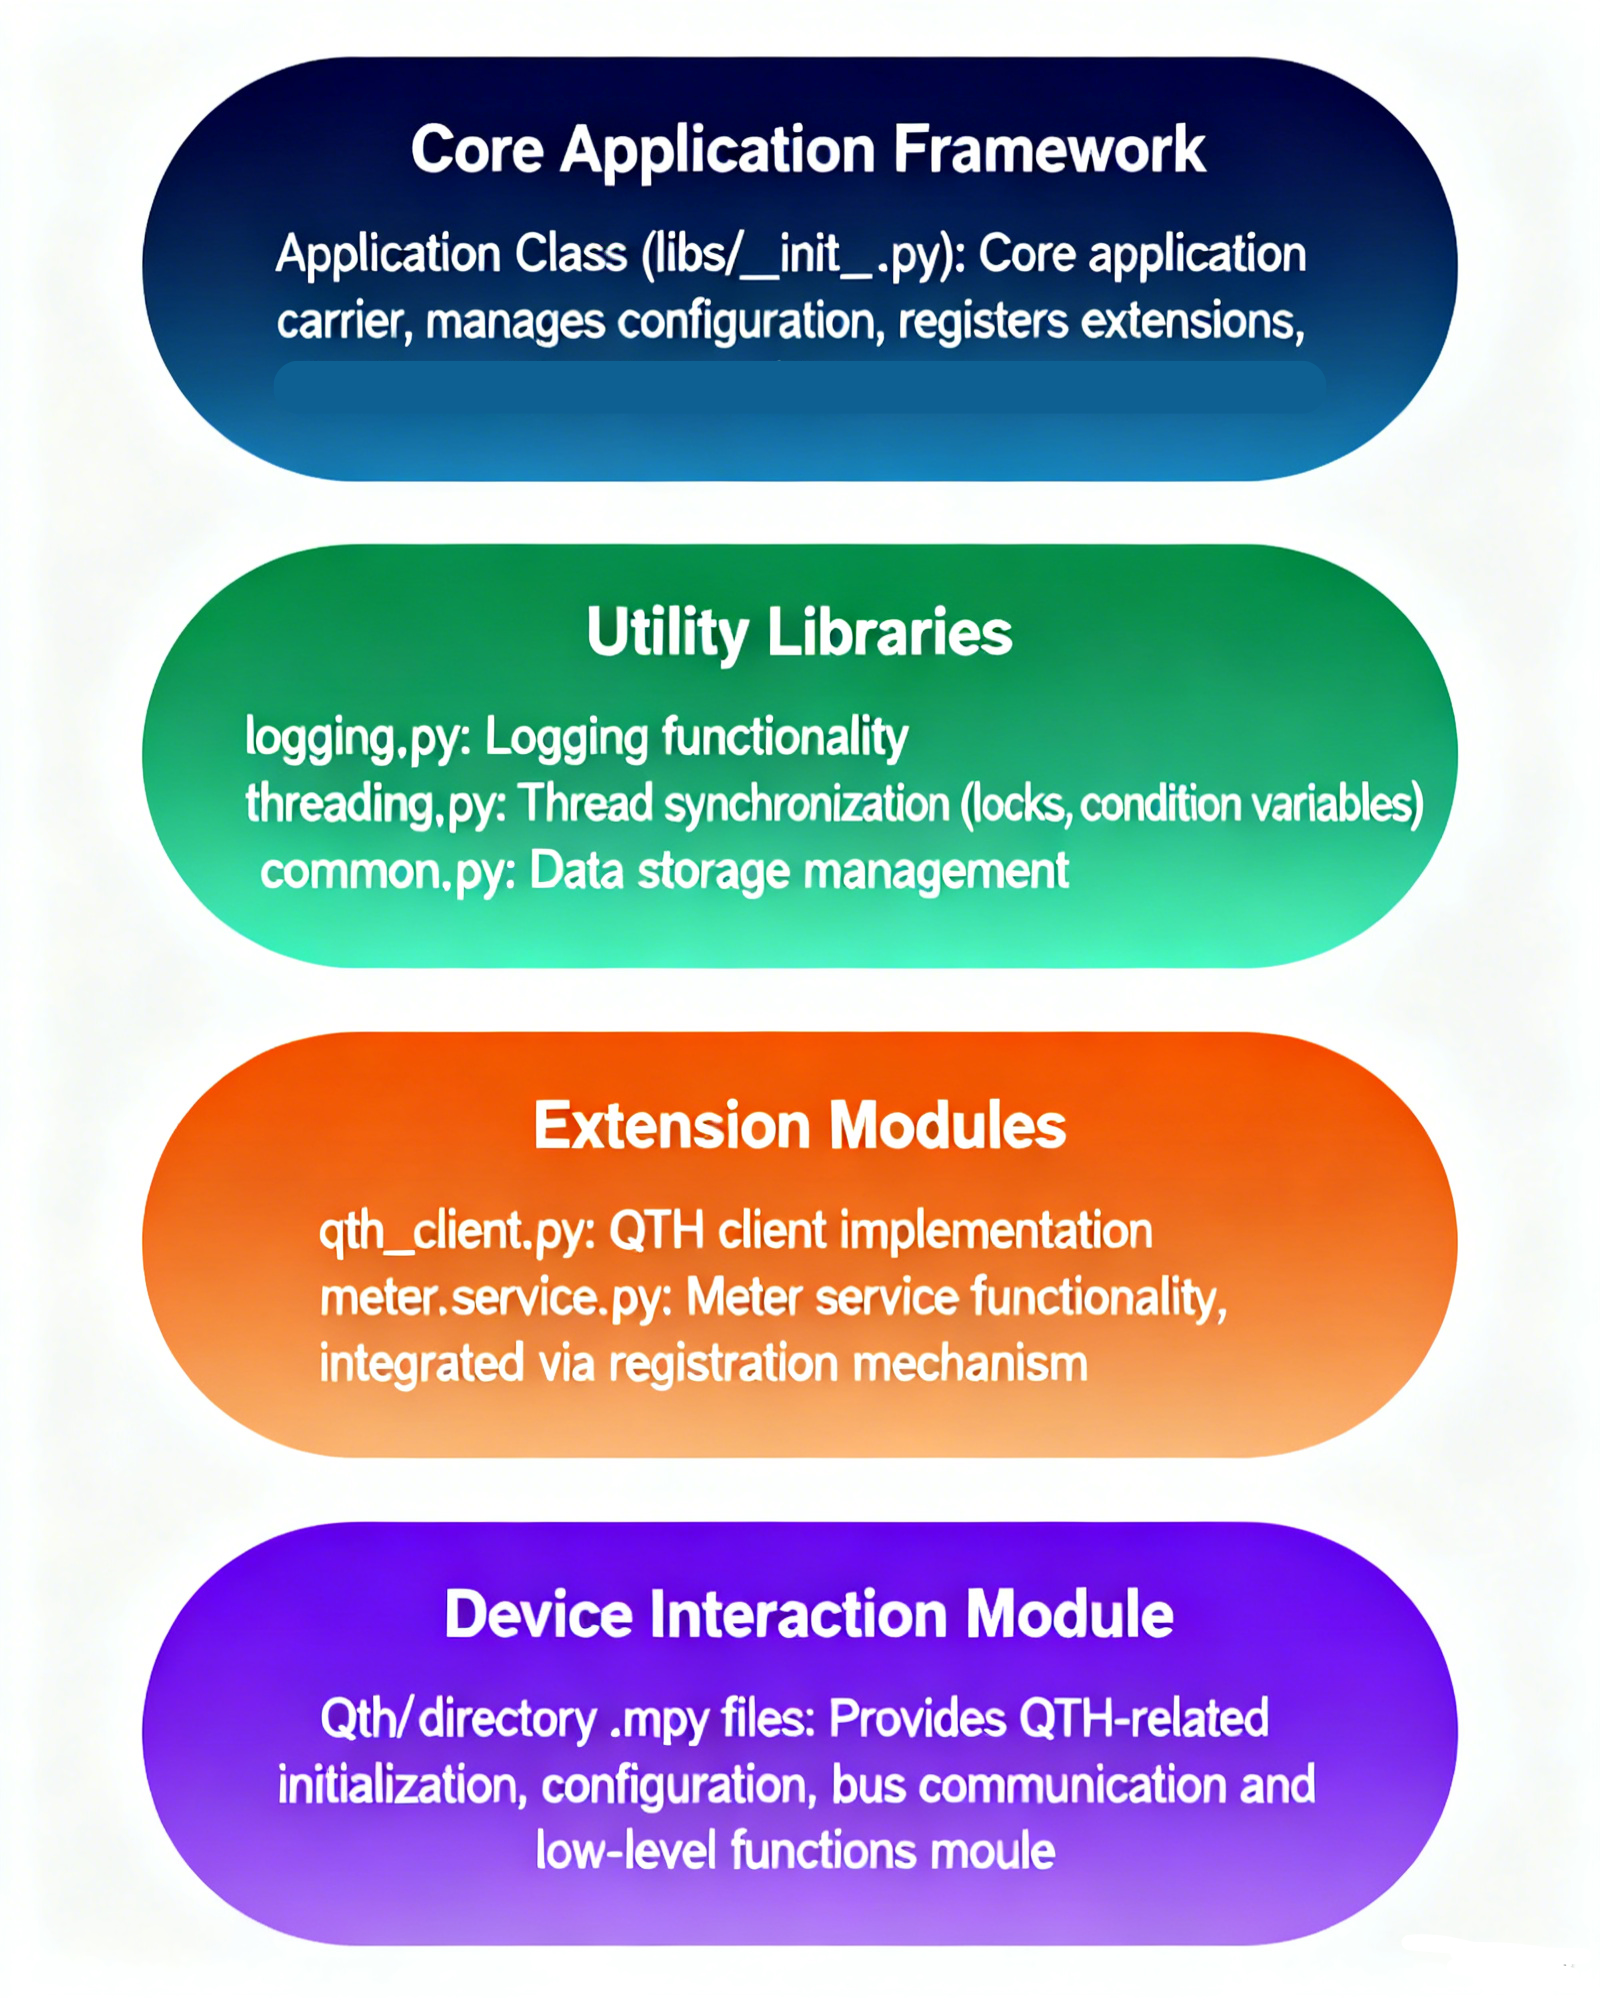 Core Application Framework
Application Class (libs/__init_.py): Core application
carrier, manages configuration, registers extensions,
Utility Libraries
logging.py: Logging functionality
threading.py: Thread synchronization (locks, condition variables)
common.py: Data storage management
Extension Modules
qth_client.py: QTH client implementation
meter.service.py: Meter service functionality,
integrated via registration mechanism
Device Interaction Module
Qth/directory .mpy files: Provides QTH-related
initialization, configuration, bus communication and
low-level functions moule